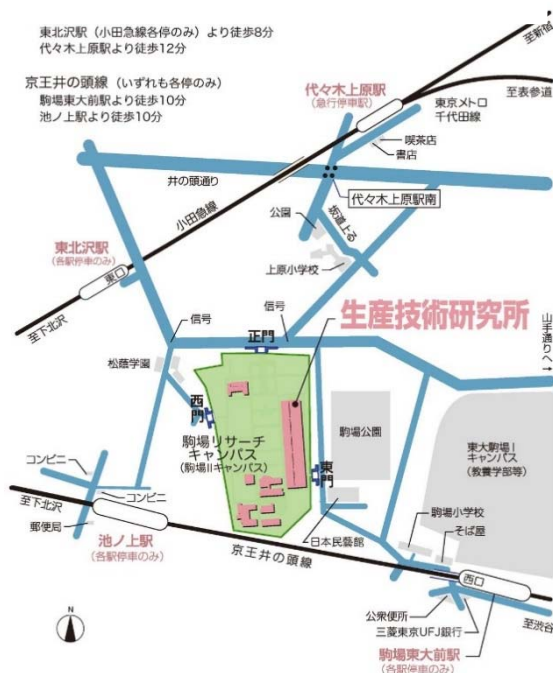 東北沢駅（小田急線各停のみ）より徒歩8分
代々木上原駅より徒歩12分
京王井の頭線（いずれも各停のみ）
駒場東大前駅より徒歩10分
池ノ上駅より徒歩10分
至新宿
代々木上原駅
（急行停車駅）
至表参道
東京メトロ
千代田線
喫茶店
書店
井の頭通り
代々木上原駅南
小田急線
公園
坂道上る
上原小学校
東北沢駅
（各駅停車のみ）
東口
至下北沢
信号
信号
正門
生産技術研究所
山手通りへ→
松蔭学園
西門
駒場リサーチ
キャンパス
（駒場IIキャンパス）
東門
駒場公園
東大駒場I
キャンパス
（教養学部等）
コンビニ
コンビニ
至下北沢
郵便局
池ノ上駅
（各駅停車のみ）
京王井の頭線
日本民藝館
駒場小学校
そば屋
西口
公衆便所
三菱東京UFJ銀行
至渋谷
駒場東大前駅
（各駅停車のみ）
N